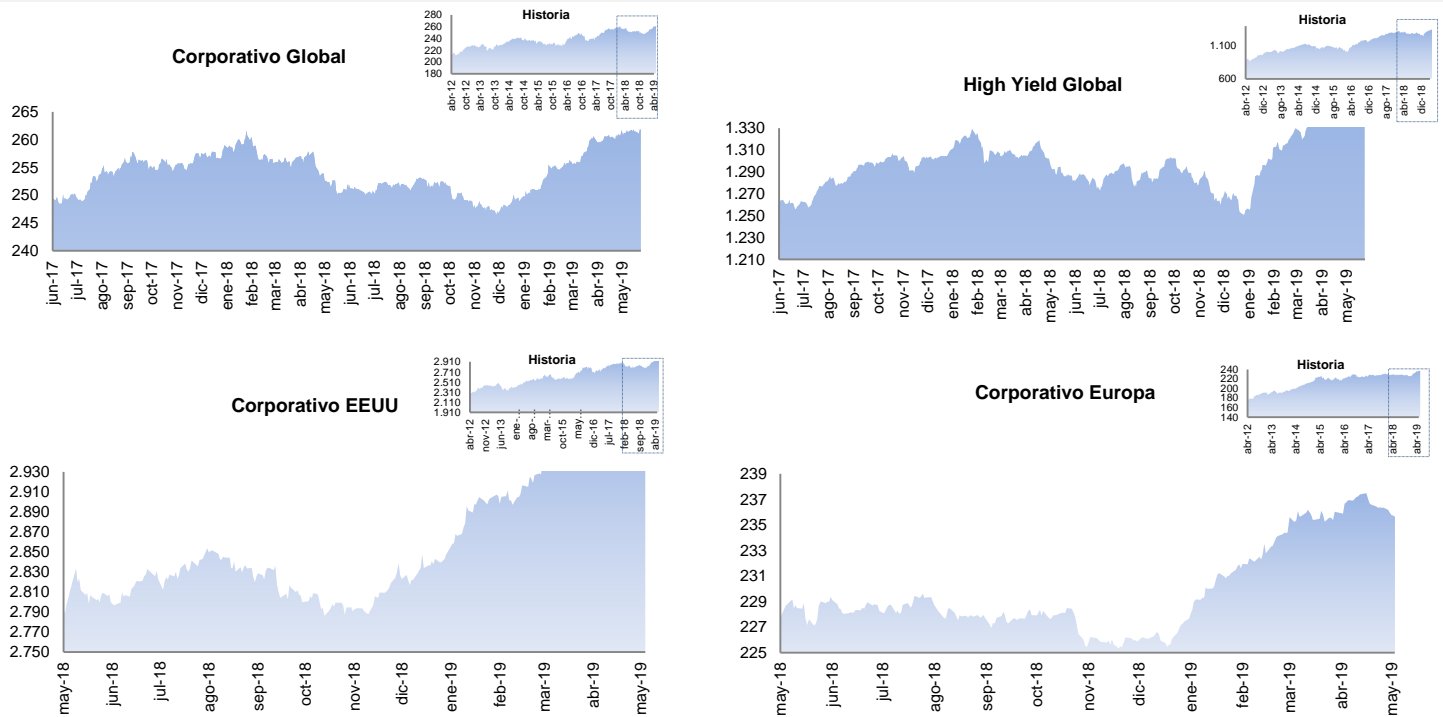 Corporativo Global
Historia
280
260
240
220
200
180
abr-12
oct-12
abr-13
oct-13
abr-14
oct-14
abr-15
oct-15
abr-16
oct-16
abr-17
oct-17
abr-18
oct-18
abr-19
265
260
255
250
245
240
jun-17
jul-17
ago-17
sep-17
oct-17
nov-17
dic-17
ene-18
feb-18
mar-18
abr-18
may-18
jun-18
jul-18
ago-18
sep-18
oct-18
nov-18
dic-18
ene-19
feb-19
mar-19
abr-19
may-19
High Yield Global
Historia
1.100
600
abr-12
dic-12
ago-13
abr-14
dic-14
ago-15
abr-16
dic-16
ago-17
abr-18
dic-18
1.330
1.310
1.290
1.270
1.250
1.230
1.210
jun-17
jul-17
ago-17
sep-17
oct-17
nov-17
dic-17
ene-18
feb-18
mar-18
abr-18
may-18
jun-18
jul-18
ago-18
sep-18
oct-18
nov-18
dic-18
ene-19
feb-19
mar-19
abr-19
may-19
Corporativo EEUU
Historia
2.910
2.710
2.510
2.310
2.110
1.910
abr-12
nov-12
jun-13
ene-…
ago-…
mar-…
oct-15
may…
dic-16
jul-17
feb-18
sep-18
abr-19
2.930
2.910
2.890
2.870
2.850
2.830
2.810
2.790
2.770
2.750
may-18
jun-18
jul-18
ago-18
sep-18
oct-18
nov-18
dic-18
ene-19
feb-19
mar-19
abr-19
may-19
Corporativo Europa
Historia
240
220
200
180
160
140
abr-12
abr-13
abr-14
abr-15
abr-16
abr-17
abr-18
abr-19
239
237
235
233
231
229
227
225
may-18
jun-18
jul-18
ago-18
sep-18
oct-18
nov-18
dic-18
ene-19
feb-19
mar-19
abr-19
may-19